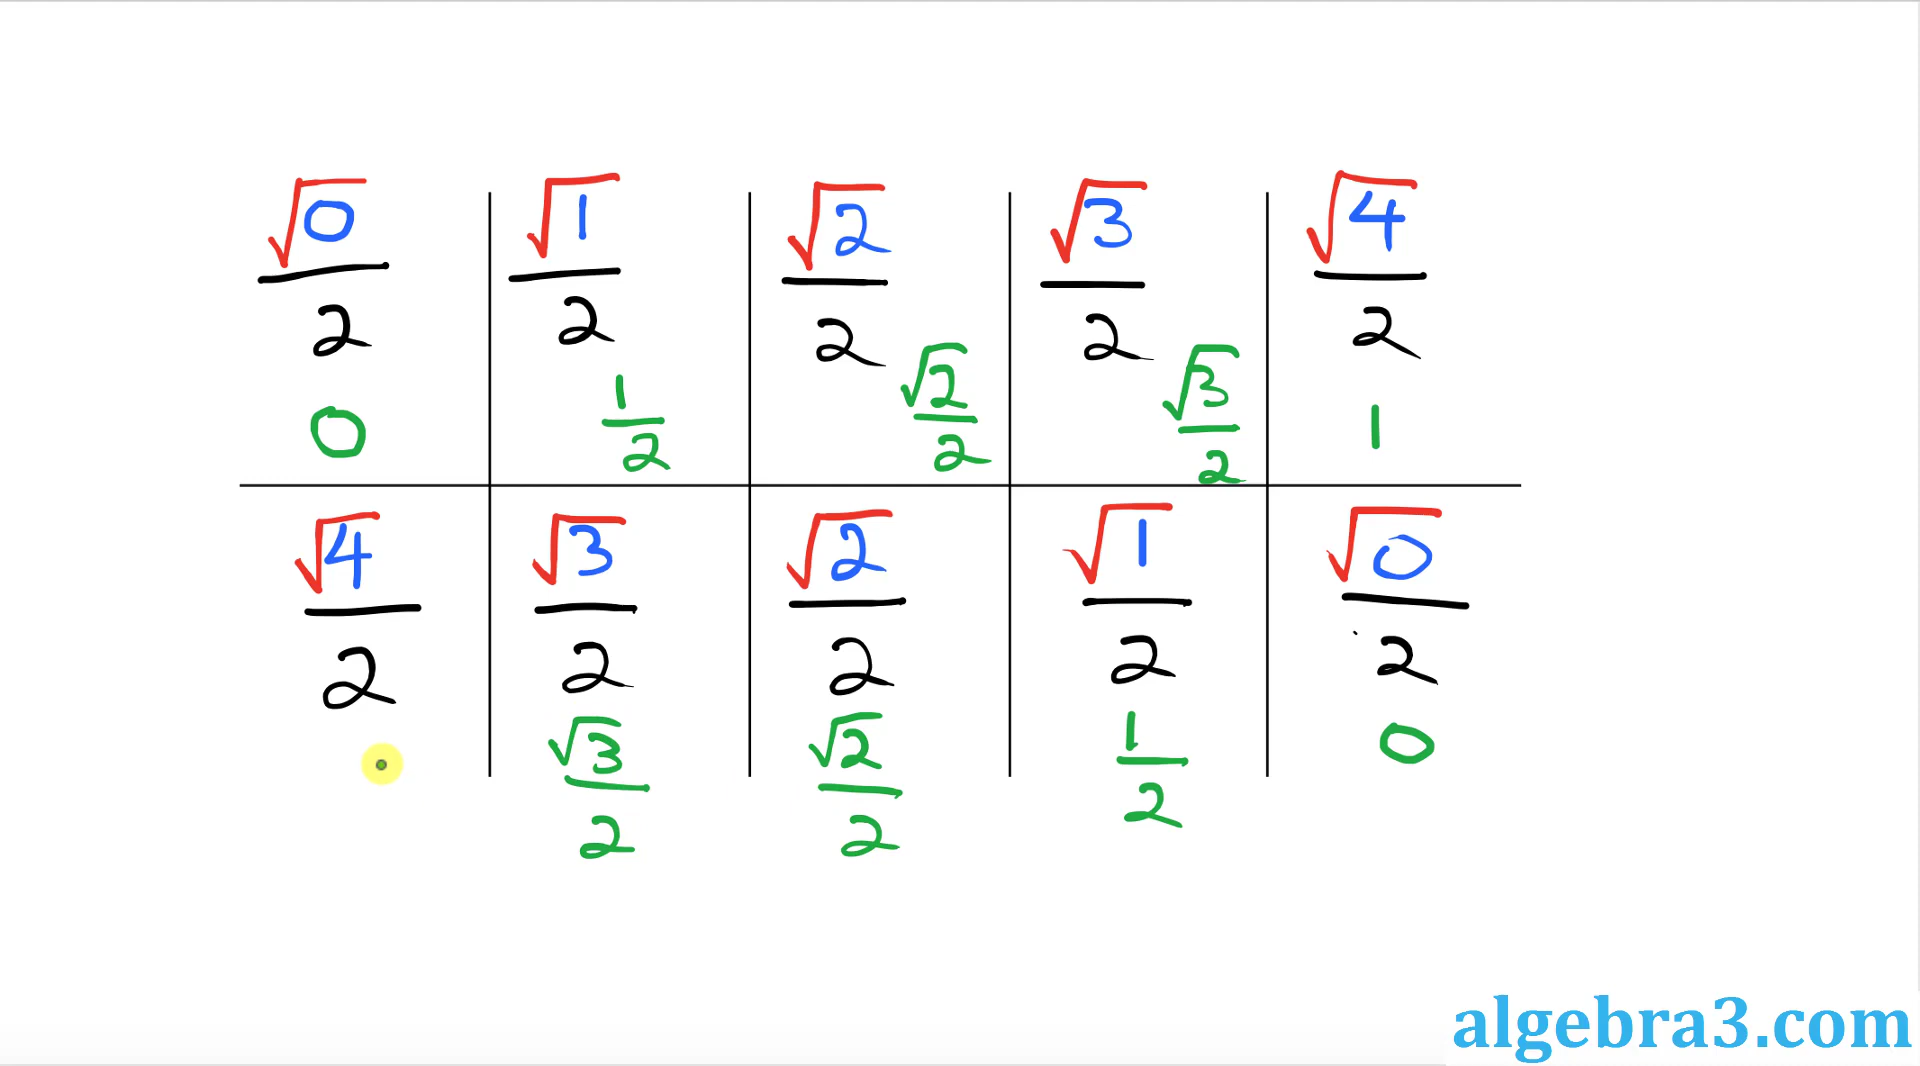 √0/2 √1/2 √2/2 √3/2 √4/2
0 1/2 √2/2 √3/2 1
√4/2 √3/2 √2/2 √1/2 √0/2
√3/2 √2/2 1/2 0
algebra3.com